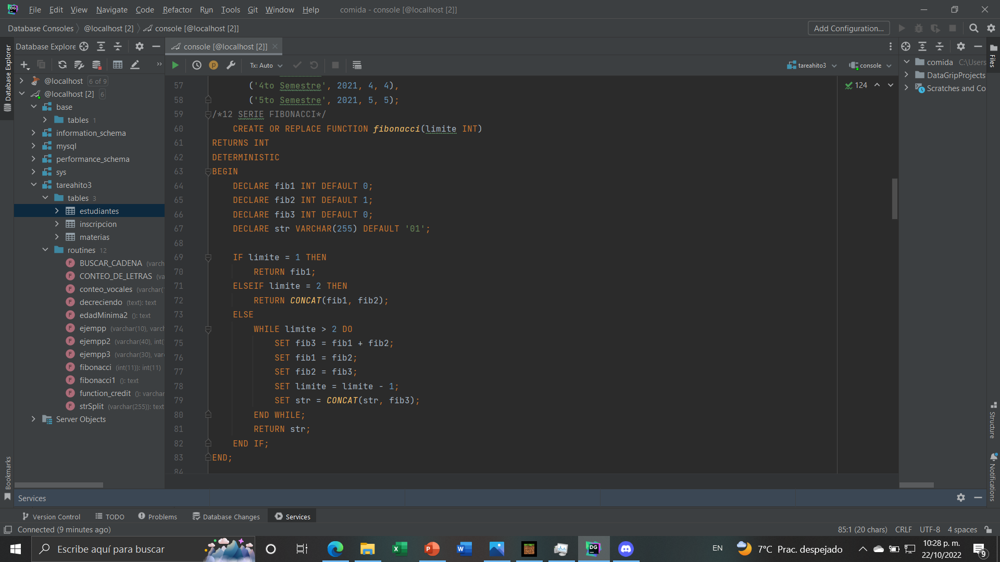 File Edit View Navigate Code Refactor Run Tools Git Window Help comida - console [@localhost [2]]
Database Consoles @localhost [2] console [@localhost [2]] Add Configuration...
Database Explore
console [@localhost [2]]
Tx: Auto
tareahito3
console
Database Explorer
@localhost 6 of 9
@localhost [2] 6
base
tables 1
information_schema
mysql
performance_schema
sys
tareahito3
tables 3
estudiantes
inscripcion
materias
routines 12
BUSCAR_CADENA (varch
CONTEO_DE_LETRAS (va
conteo_vocales (varchar(
decreciendo (text): text
edadMinima2 (): text
ejempp (varchar(10), varch
ejempp2 (varchar(40), int(
ejempp3 (varchar(30), var
fibonacci (int(11)): int(11)
fibonacci1 (): text
function_credit (): varchar
strSplit (varchar(255)): text
Server Objects
Bookmarks
57 ('4to Semestre', 2021, 4, 4),
58 ('5to Semestre', 2021, 5, 5);
59 /*12 SERIE FIBONACCI*/
60 CREATE OR REPLACE FUNCTION fibonacci(limite INT)
61 RETURNS INT
62 DETERMINISTIC
63 BEGIN
64 DECLARE fib1 INT DEFAULT 0;
65 DECLARE fib2 INT DEFAULT 1;
66 DECLARE fib3 INT DEFAULT 0;
67 DECLARE str VARCHAR(255) DEFAULT '01';
68
69 IF limite = 1 THEN
70 RETURN fib1;
71 ELSEIF limite = 2 THEN
72 RETURN CONCAT(fib1, fib2);
73 ELSE
74 WHILE limite > 2 DO
75 SET fib3 = fib1 + fib2;
76 SET fib1 = fib2;
77 SET fib2 = fib3;
78 SET limite = limite - 1;
79 SET str = CONCAT(str, fib3);
80 END WHILE;
81 RETURN str;
82 END IF;
83 END;
84
124
comida C:\Users
DataGripProjects
Scratches and Co
Files
Structure
Notifications
Services
Version Control TODO Problems Database Changes Services
Connected (9 minutes ago) 85:1 (20 chars) CRLF UTF-8 4 spaces
Escribe aquí para buscar
EN 7°C Prac. despejado
10:28 p. m.
22/10/2022
9